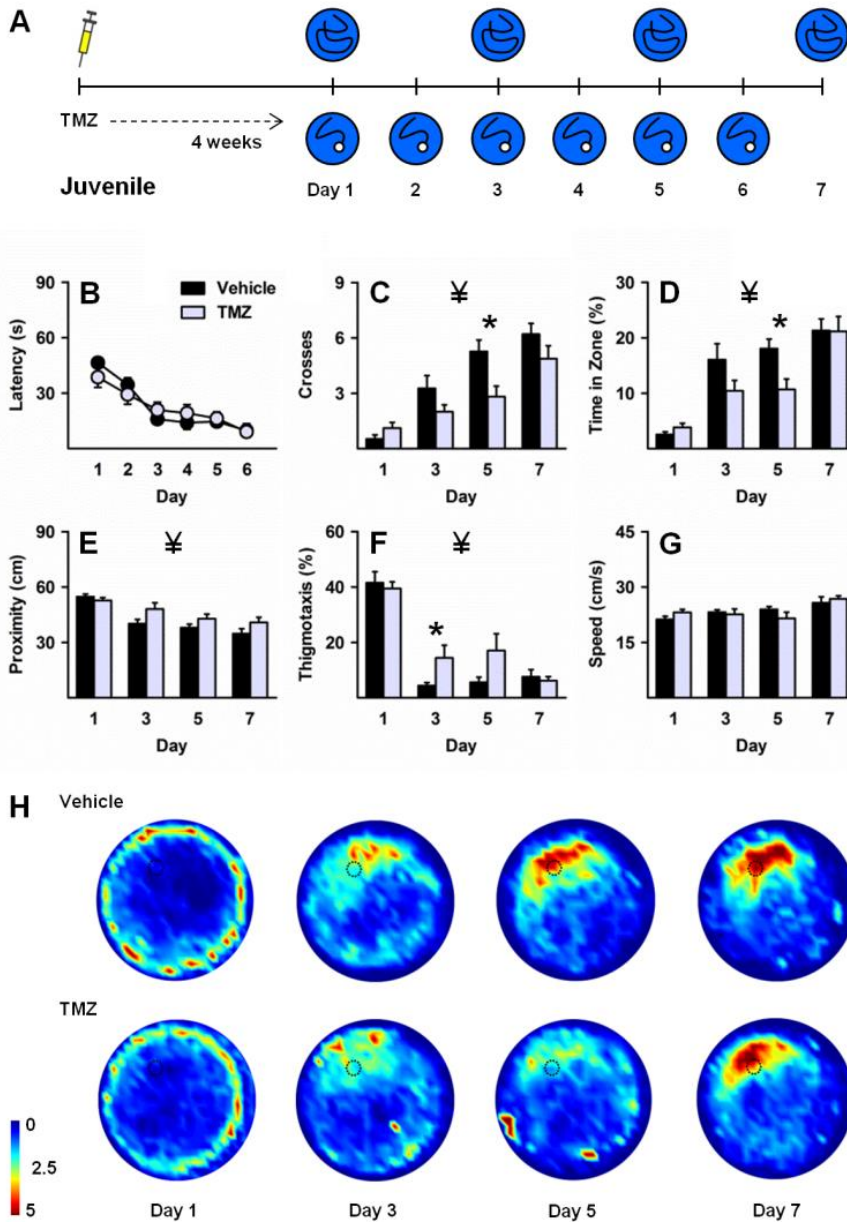 A
TMZ
4 weeks
Juvenile Day 1 2 3 4 5 6 7
B
Vehicle
TMZ
Latency (s)
90
60
30
1 2 3 4 5 6
Day
C
¥
*
Crosses
9
6
3
1 3 5 7
Day
D
¥
*
Time in Zone (%)
30
20
10
1 3 5 7
Day
E
¥
Proximity (cm)
90
60
30
1 3 5 7
Day
F
¥
*
Thigmotaxis (%)
60
40
20
1 3 5 7
Day
G
Speed (cm/s)
45
30
15
1 3 5 7
Day
H
Vehicle
TMZ
0
2.5
5
Day 1 Day 3 Day 5 Day 7